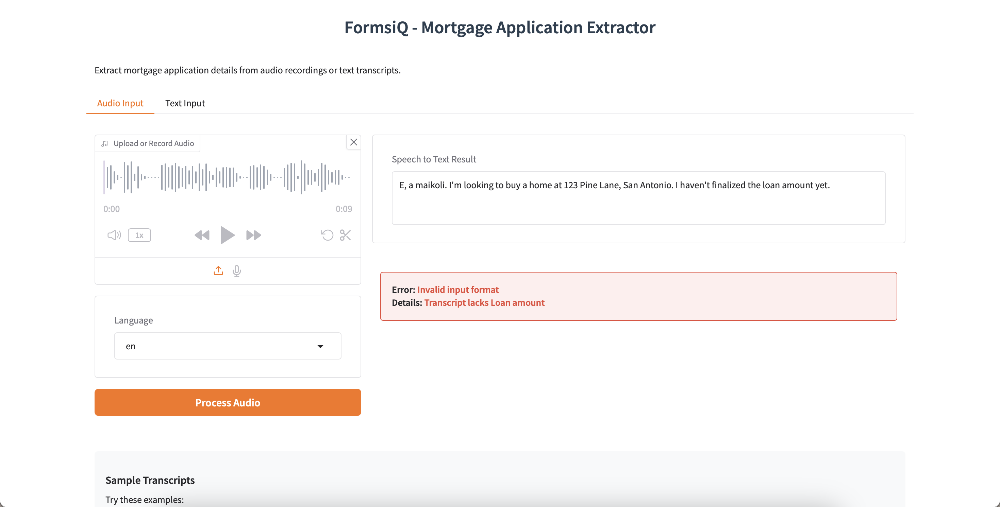 FormsiQ - Mortgage Application Extractor
Extract mortgage application details from audio recordings or text transcripts.
Audio Input
Text Input
Upload or Record Audio
0:00
0:09
1x
Language
en
Process Audio
Speech to Text Result
E, a maikoli. I'm looking to buy a home at 123 Pine Lane, San Antonio. I haven't finalized the loan amount yet.
Error: Invalid input format
Details: Transcript lacks Loan amount
Sample Transcripts
Try these examples: